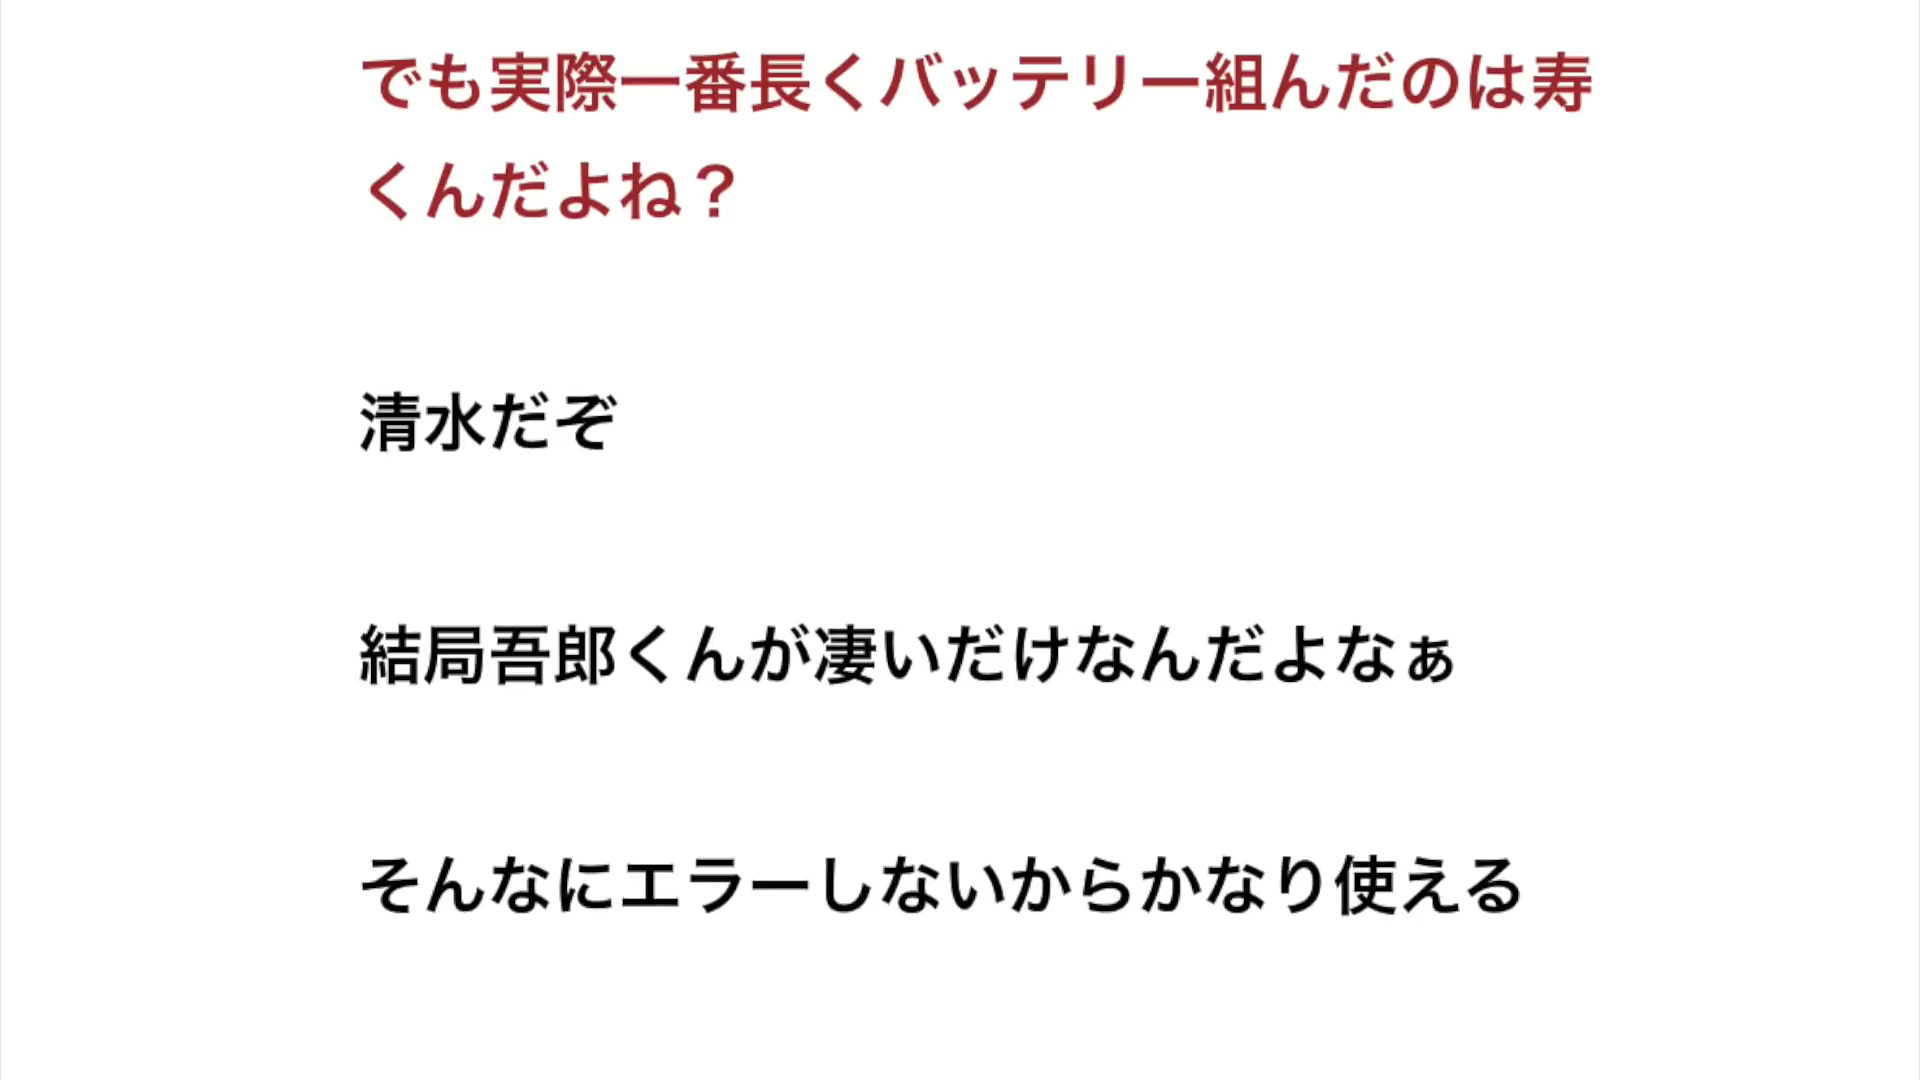 でも実際一番長くバッテリー組んだのは寿
くんだよね？
清水だぞ
結局吾郎くんが凄いだけなんだよなぁ
そんなにエラーしないからかなり使える